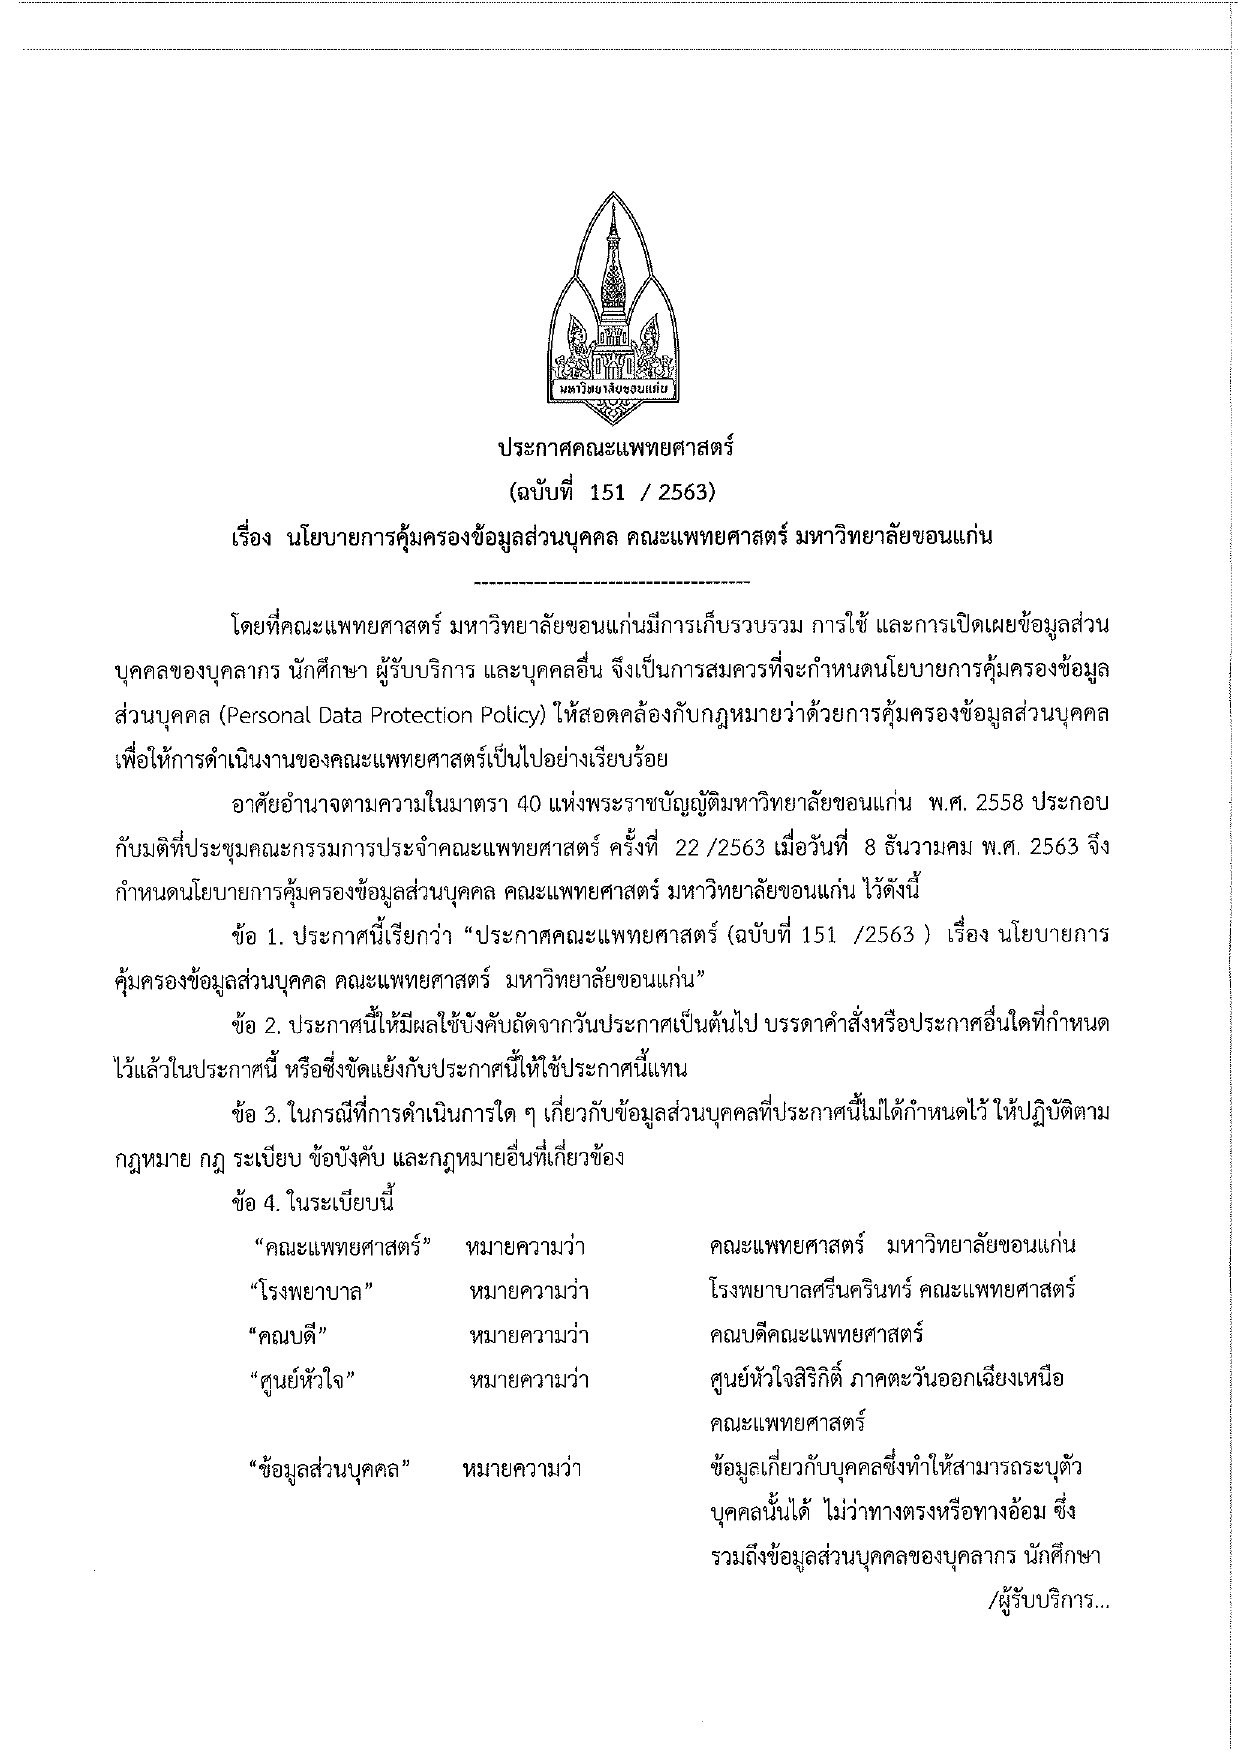 มหาวิทยาลัยขอนแก่น
ประกาศคณะแพทยศาสตร์
(ฉบับที่ 151 / 2563)
เรื่อง นโยบายการคุ้มครองข้อมูลส่วนบุคคล คณะแพทยศาสตร์ มหาวิทยาลัยขอนแก่น
-------------------------------------
โดยที่คณะแพทยศาสตร์ มหาวิทยาลัยขอนแก่นมีการเก็บรวบรวม การใช้ และการเปิดเผยข้อมูลส่วน
บุคคลของบุคลากร นักศึกษา ผู้รับบริการ และบุคคลอื่น จึงเป็นการสมควรที่จะกำหนดนโยบายการคุ้มครองข้อมูล
ส่วนบุคคล (Personal Data Protection Policy) ให้สอดคล้องกับกฎหมายว่าด้วยการคุ้มครองข้อมูลส่วนบุคคล
เพื่อให้การดำเนินงานของคณะแพทยศาสตร์เป็นไปอย่างเรียบร้อย
อาศัยอำนาจตามความในมาตรา 40 แห่งพระราชบัญญัติมหาวิทยาลัยขอนแก่น พ.ศ. 2558 ประกอบ
กับมติที่ประชุมคณะกรรมการประจำคณะแพทยศาสตร์ ครั้งที่ 22 /2563 เมื่อวันที่ 8 ธันวาคม พ.ศ. 2563 จึง
กำหนดนโยบายการคุ้มครองข้อมูลส่วนบุคคล คณะแพทยศาสตร์ มหาวิทยาลัยขอนแก่น ไว้ดังนี้
ข้อ 1. ประกาศนี้เรียกว่า “ประกาศคณะแพทยศาสตร์ (ฉบับที่ 151 /2563 ) เรื่อง นโยบายการ
คุ้มครองข้อมูลส่วนบุคคล คณะแพทยศาสตร์ มหาวิทยาลัยขอนแก่น”
ข้อ 2. ประกาศนี้ให้มีผลใช้บังคับถัดจากวันประกาศเป็นต้นไป บรรดาคำสั่งหรือประกาศอื่นใดที่กำหนด
ไว้แล้วในประกาศนี้ หรือซึ่งขัดแย้งกับประกาศนี้ให้ใช้ประกาศนี้แทน
ข้อ 3. ในกรณีที่การดำเนินการใด ๆ เกี่ยวกับข้อมูลส่วนบุคคลที่ประกาศนี้ไม่ได้กำหนดไว้ ให้ปฏิบัติตาม
กฎหมาย กฎ ระเบียบ ข้อบังคับ และกฎหมายอื่นที่เกี่ยวข้อง
ข้อ 4. ในระเบียบนี้
“คณะแพทยศาสตร์” หมายความว่า คณะแพทยศาสตร์ มหาวิทยาลัยขอนแก่น
“โรงพยาบาล” หมายความว่า โรงพยาบาลศรีนครินทร์ คณะแพทยศาสตร์
“คณบดี” หมายความว่า คณบดีคณะแพทยศาสตร์
“ศูนย์หัวใจ” หมายความว่า ศูนย์หัวใจสิริกิติ์ ภาคตะวันออกเฉียงเหนือ
คณะแพทยศาสตร์
“ข้อมูลส่วนบุคคล” หมายความว่า ข้อมูลเกี่ยวกับบุคคลซึ่งทำให้สามารถระบุตัว
บุคคลนั้นได้ ไม่ว่าทางตรงหรือทางอ้อม ซึ่ง
รวมถึงข้อมูลส่วนบุคคลของบุคลากร นักศึกษา
/ผู้รับบริการ...